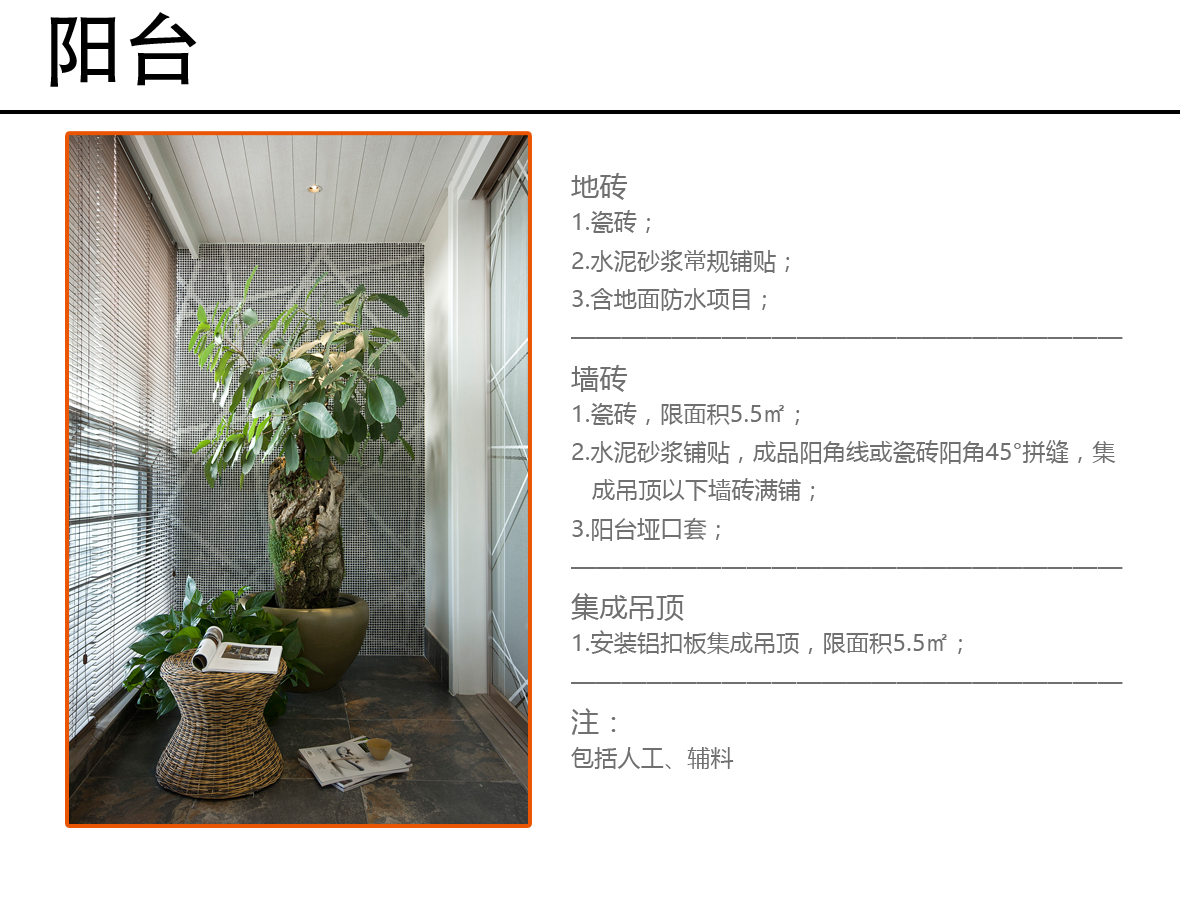 阳台
地砖
1.瓷砖；
2.水泥砂浆常规铺贴；
3.含地面防水项目；
墙砖
1.瓷砖，限面积5.5㎡；
2.水泥砂浆铺贴，成品阳角线或瓷砖阳角45°拼缝，集
成吊顶以下墙砖满铺；
3.阳台垭口套；
集成吊顶
1.安装铝扣板集成吊顶，限面积5.5㎡；
注：
包括人工、辅料